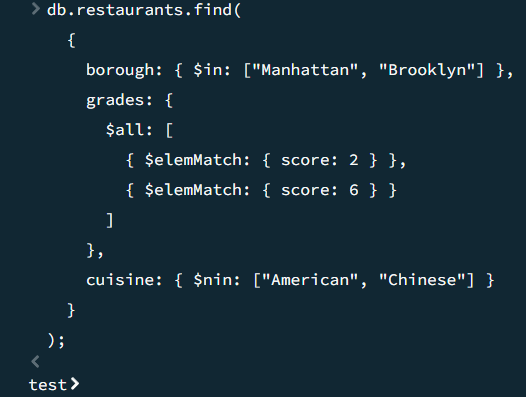 > db.restaurants.find(
{
borough: { $in: ["Manhattan", "Brooklyn"] },
grades: {
$all: [
{ $elemMatch: { score: 2 } },
{ $elemMatch: { score: 6 } }
]
},
cuisine: { $nin: ["American", "Chinese"] }
}
);
<
test>